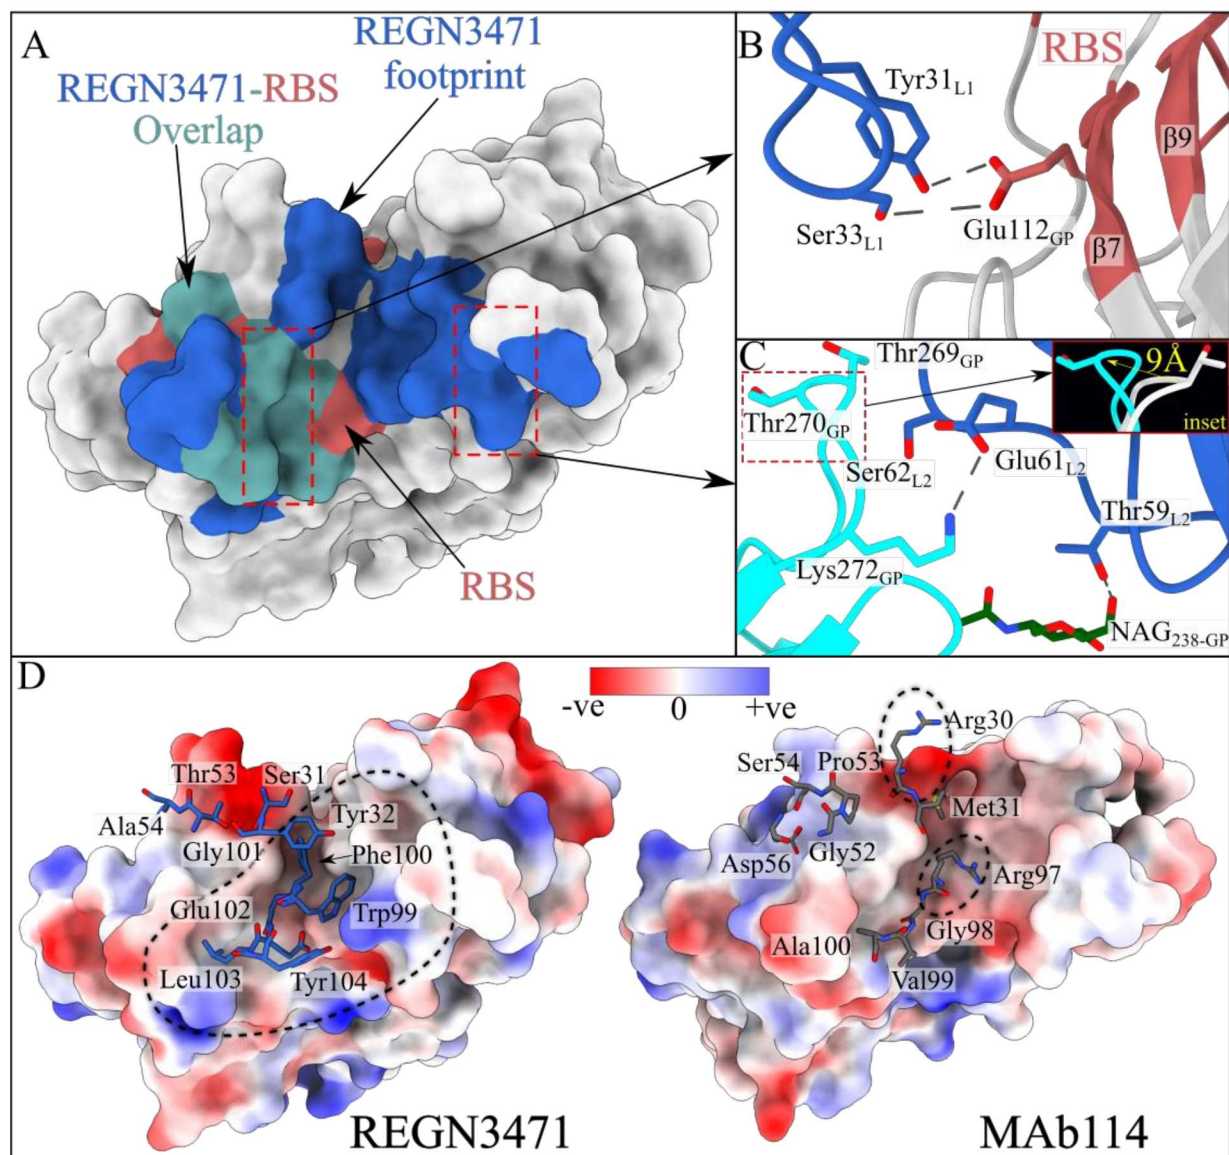 A
REGN3471
footprint
REGN3471-RBS
Overlap
RBS
B
RBS
Tyr31L1
β9
Ser33L1
Glu112GP
β7
C
Thr269GP
9Å
inset
Thr270GP
Ser62L2
Glu61L2
Thr59L2
Lys272GP
NAG238-GP
D
-ve
0
+ve
Thr53
Ser31
Ala54
Tyr32
Gly101
Phe100
Glu102
Trp99
Leu103
Tyr104
REGN3471
Arg30
Ser54
Pro53
Met31
Asp56
Gly52
Arg97
Ala100
Gly98
Val99
MAb114